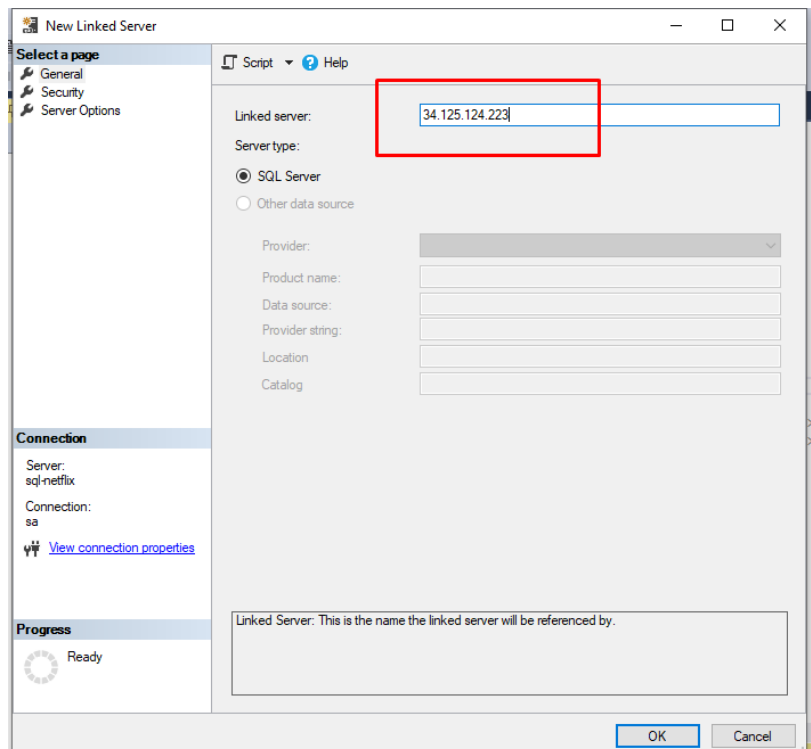 New Linked Server
Select a page
General
Security
Server Options
Script
Help
Linked server:
34.125.124.223
Server type:
SQL Server
Other data source
Provider:
Product name:
Data source:
Provider string:
Location
Catalog
Connection
Server:
sql-netflix
Connection:
sa
View connection properties
Progress
Ready
Linked Server: This is the name the linked server will be referenced by.
OK
Cancel